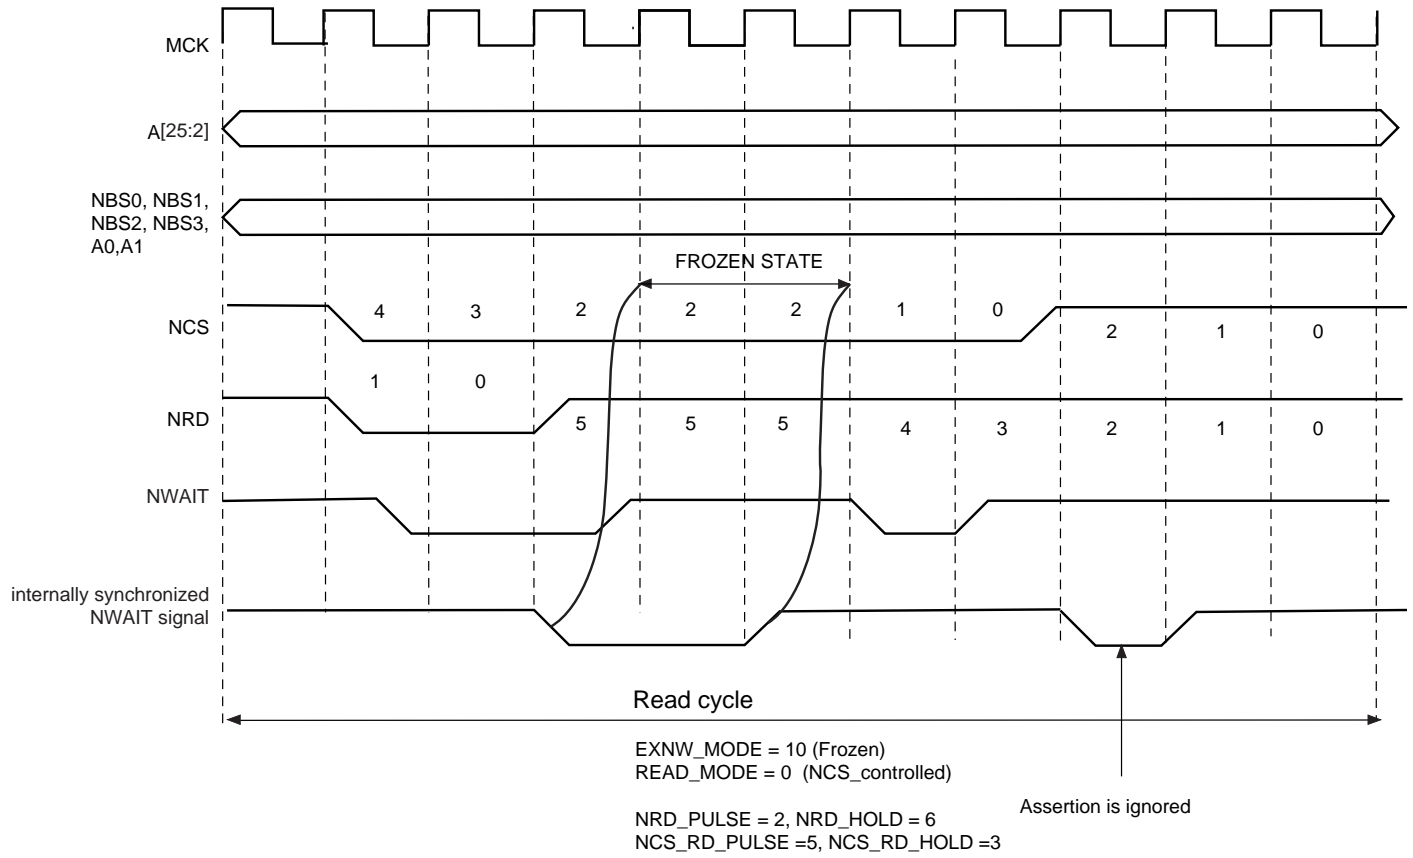 MCK
A[25:2]
NBS0, NBS1,
NBS2, NBS3,
A0,A1
FROZEN STATE
4 3 2 2 2 1 0
NCS
2 1 0
1 0
NRD
5 5 5 4 3 2 1 0
NWAIT
internally synchronized
NWAIT signal
Read cycle
EXNW_MODE = 10 (Frozen)
READ_MODE = 0 (NCS_controlled)
Assertion is ignored
NRD_PULSE = 2, NRD_HOLD = 6
NCS_RD_PULSE =5, NCS_RD_HOLD =3